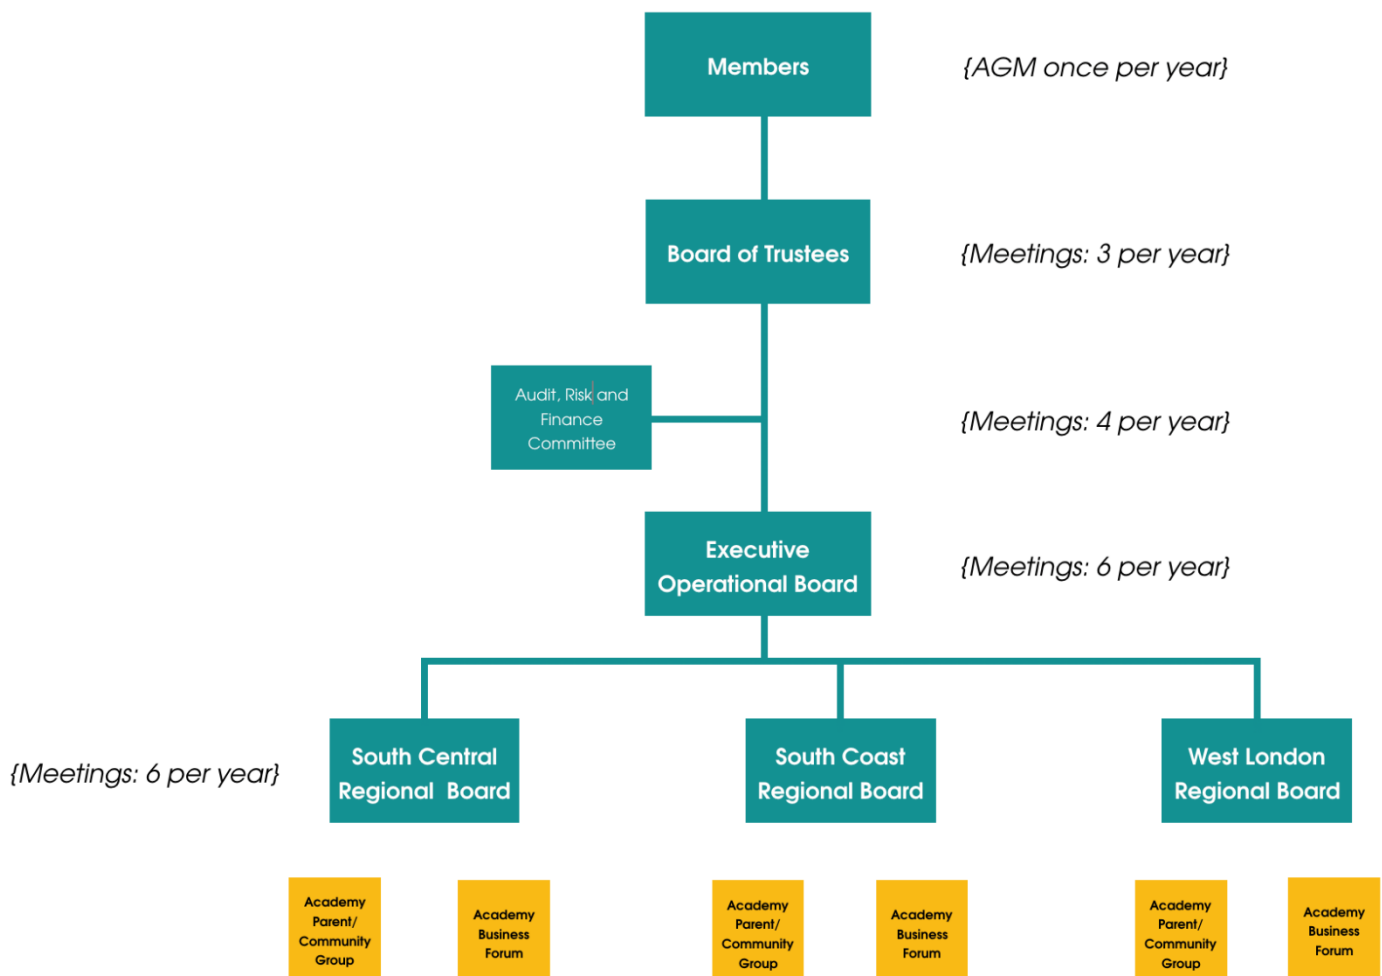 Members
{AGM once per year}
Board of Trustees
{Meetings: 3 per year}
Audit, Risk and
Finance
Committee
{Meetings: 4 per year}
Executive
Operational Board
{Meetings: 6 per year}
{Meetings: 6 per year}
South Central
Regional Board
South Coast
Regional Board
West London
Regional Board
Academy
Parent/
Community
Group
Academy
Business
Forum
Academy
Parent/
Community
Group
Academy
Business
Forum
Academy
Parent/
Community
Group
Academy
Business
Forum